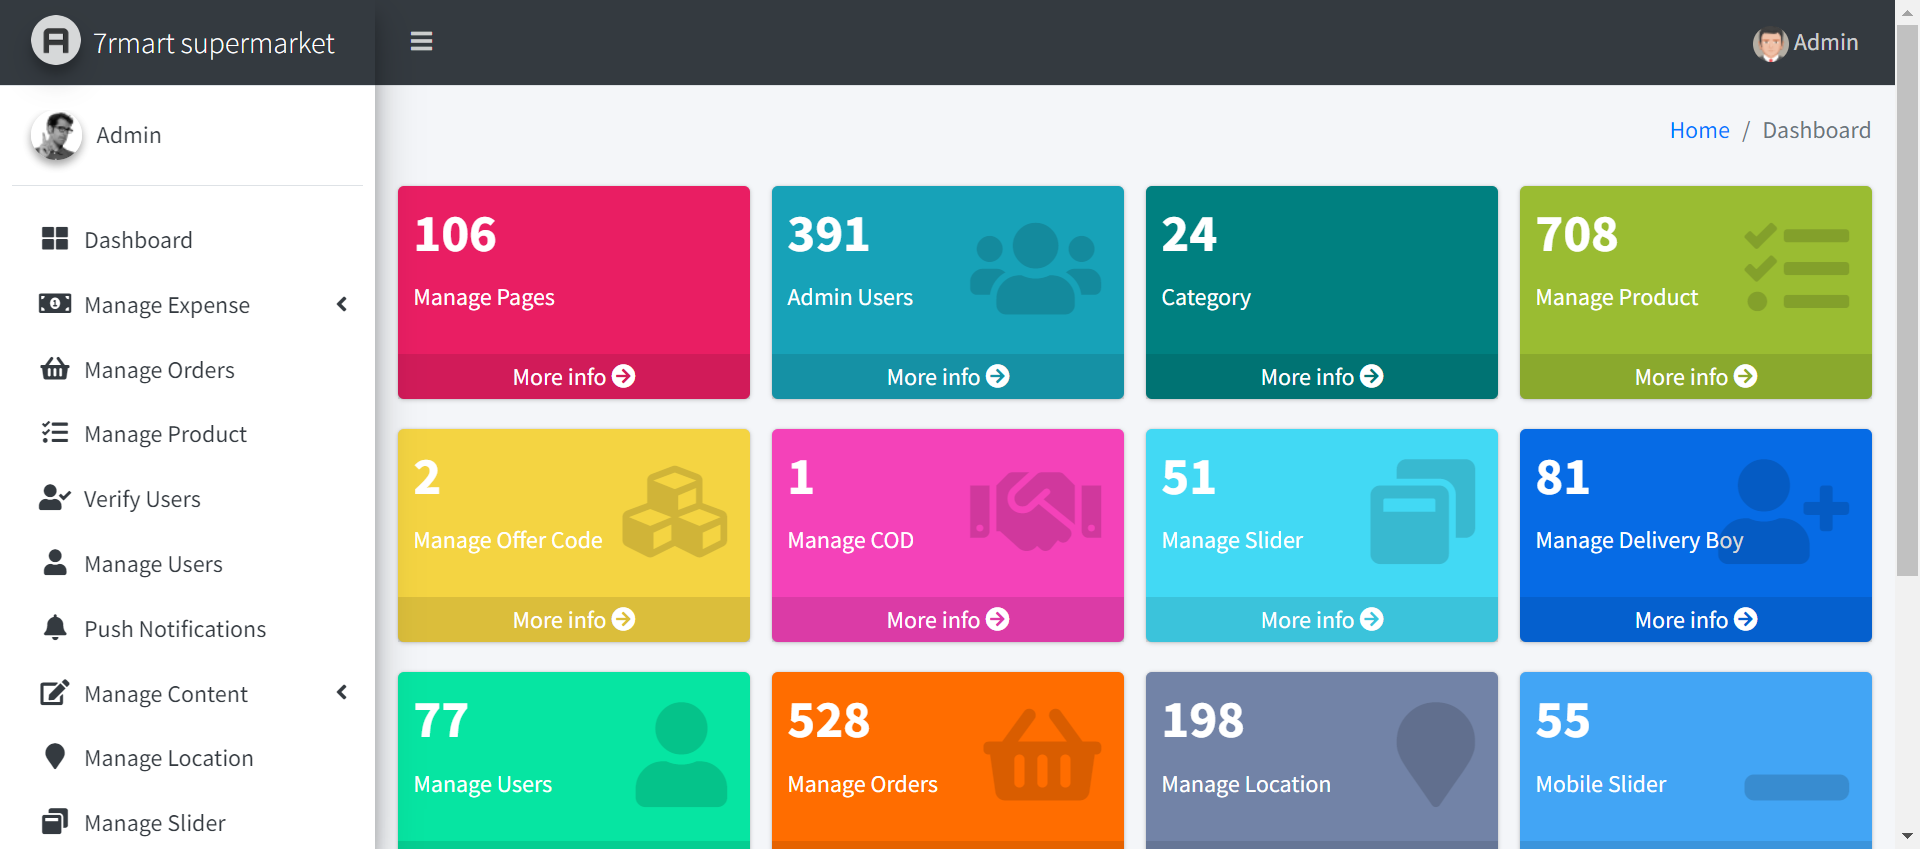 7rmart supermarket
Admin
Admin
Home / Dashboard
Dashboard
Manage Expense
Manage Orders
Manage Product
Verify Users
Manage Users
Push Notifications
Manage Content
Manage Location
Manage Slider
106
Manage Pages
More info
391
Admin Users
More info
24
Category
More info
708
Manage Product
More info
2
Manage Offer Code
More info
1
Manage COD
More info
51
Manage Slider
More info
81
Manage Delivery Boy
More info
77
Manage Users
528
Manage Orders
198
Manage Location
55
Mobile Slider